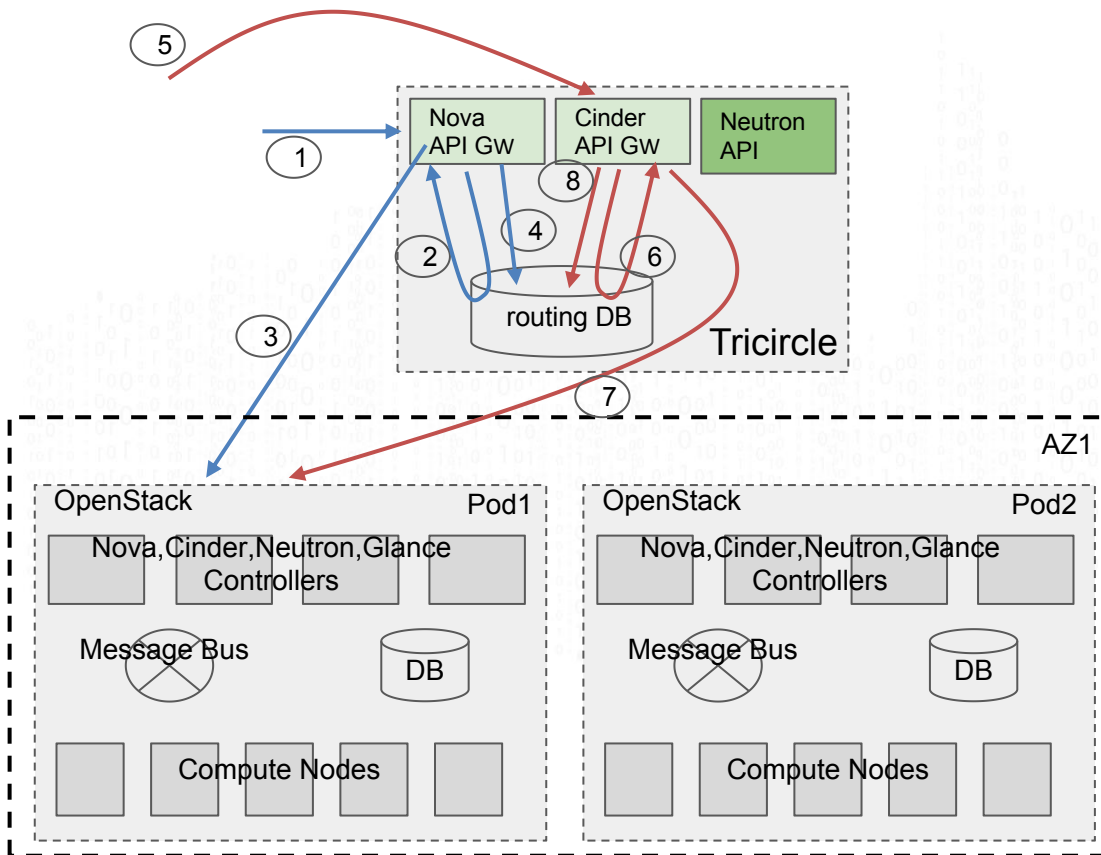 5
1
Nova
API GW
Cinder
API GW
Neutron
API
8
4
2
6
routing DB
3
Tricircle
7
AZ1
OpenStack
Pod1
Nova,Cinder,Neutron,Glance
Controllers
Message Bus
DB
Compute Nodes
OpenStack
Pod2
Nova,Cinder,Neutron,Glance
Controllers
Message Bus
DB
Compute Nodes